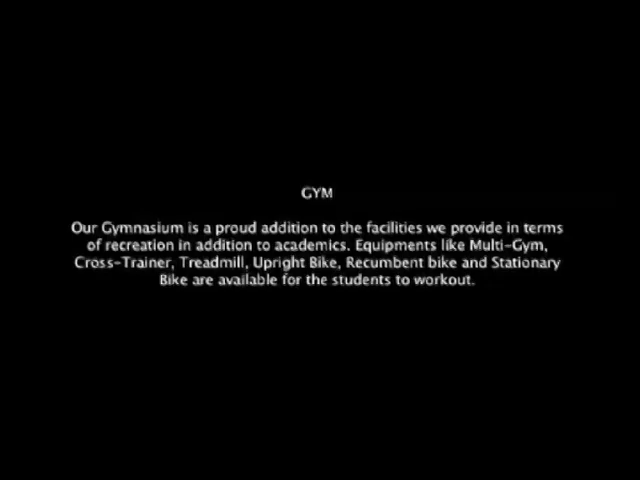 GYM
Our Gymnasium is a proud addition to the facilities we provide in terms
of recreation in addition to academics. Equipments like Multi-Gym,
Cross-Trainer, Treadmill, Upright Bike, Recumbent bike and Stationary
Bike are available for the students to workout.